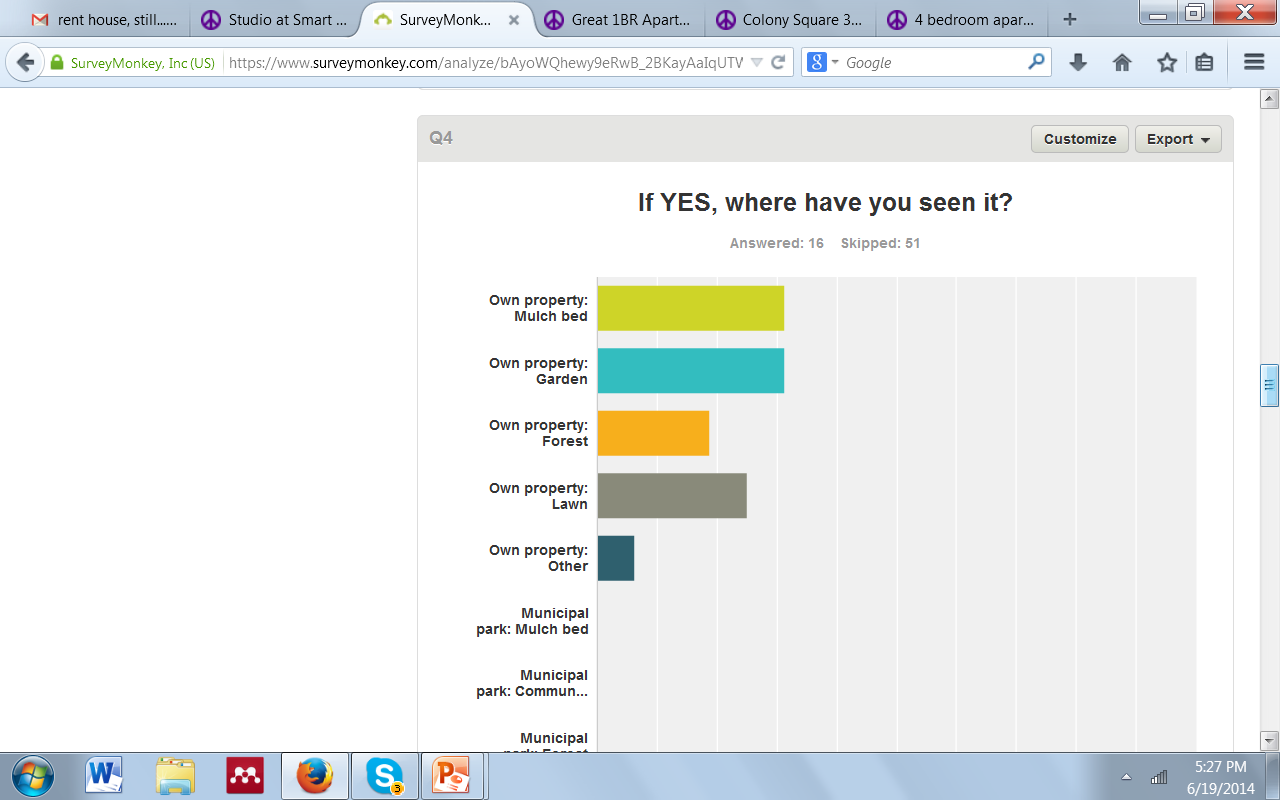 rent house, still......
Studio at Smart ...
SurveyMonk...
Great 1BR Apart...
Colony Square 3...
4 bedroom apar...
SurveyMonkey, Inc (US)
https://www.surveymonkey.com/analyze/bAyoWQhewy9eRwB_2BKayAaIqUTV
Google
Q4
Customize
Export
If YES, where have you seen it?
Answered: 16 Skipped: 51
Own property:
Mulch bed
Own property:
Garden
Own property:
Forest
Own property:
Lawn
Own property:
Other
Municipal
park: Mulch bed
Municipal
park: Commun...
Municipal
park: Forest
5:27 PM
6/19/2014